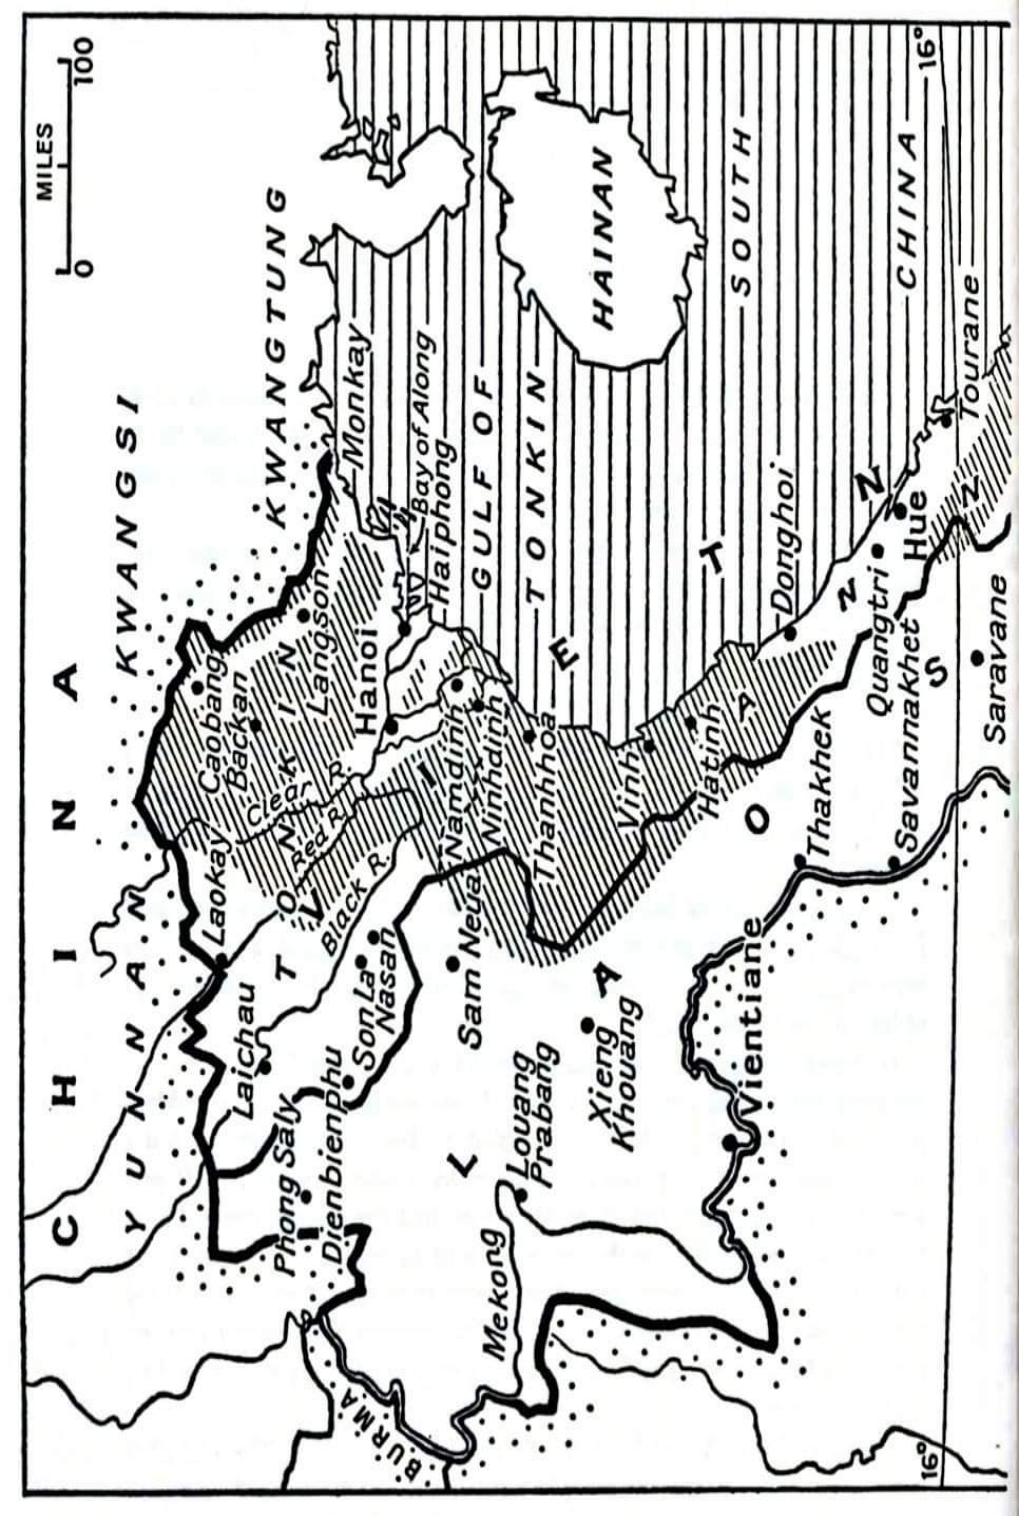 MILES
0 100
CHINA
YUNNAN
KWANGSI
KWANGTUNG
BURMA
Laokay
Caobang
Backan
Langson
Monkay
TONKIN
Clear R.
Red R.
Black R.
Hanoi
Bay of Along
Haiphong
Laichau
Phong Saly
Dienbienphu
Son La
Nasan
Namdinh
Ninhdinh
Thanhhoa
Sam Neua
GULF OF
TONKIN
HAINAN
SOUTH
CHINA
VIET
NAM
LAOS
Mekong
Louang
Prabang
Xieng
Khouang
Vinh
Hatinh
Donghoi
Vientiane
Thakhek
Quangtri
Hue
Tourane
Savannakhet
Saravane
16°
16°